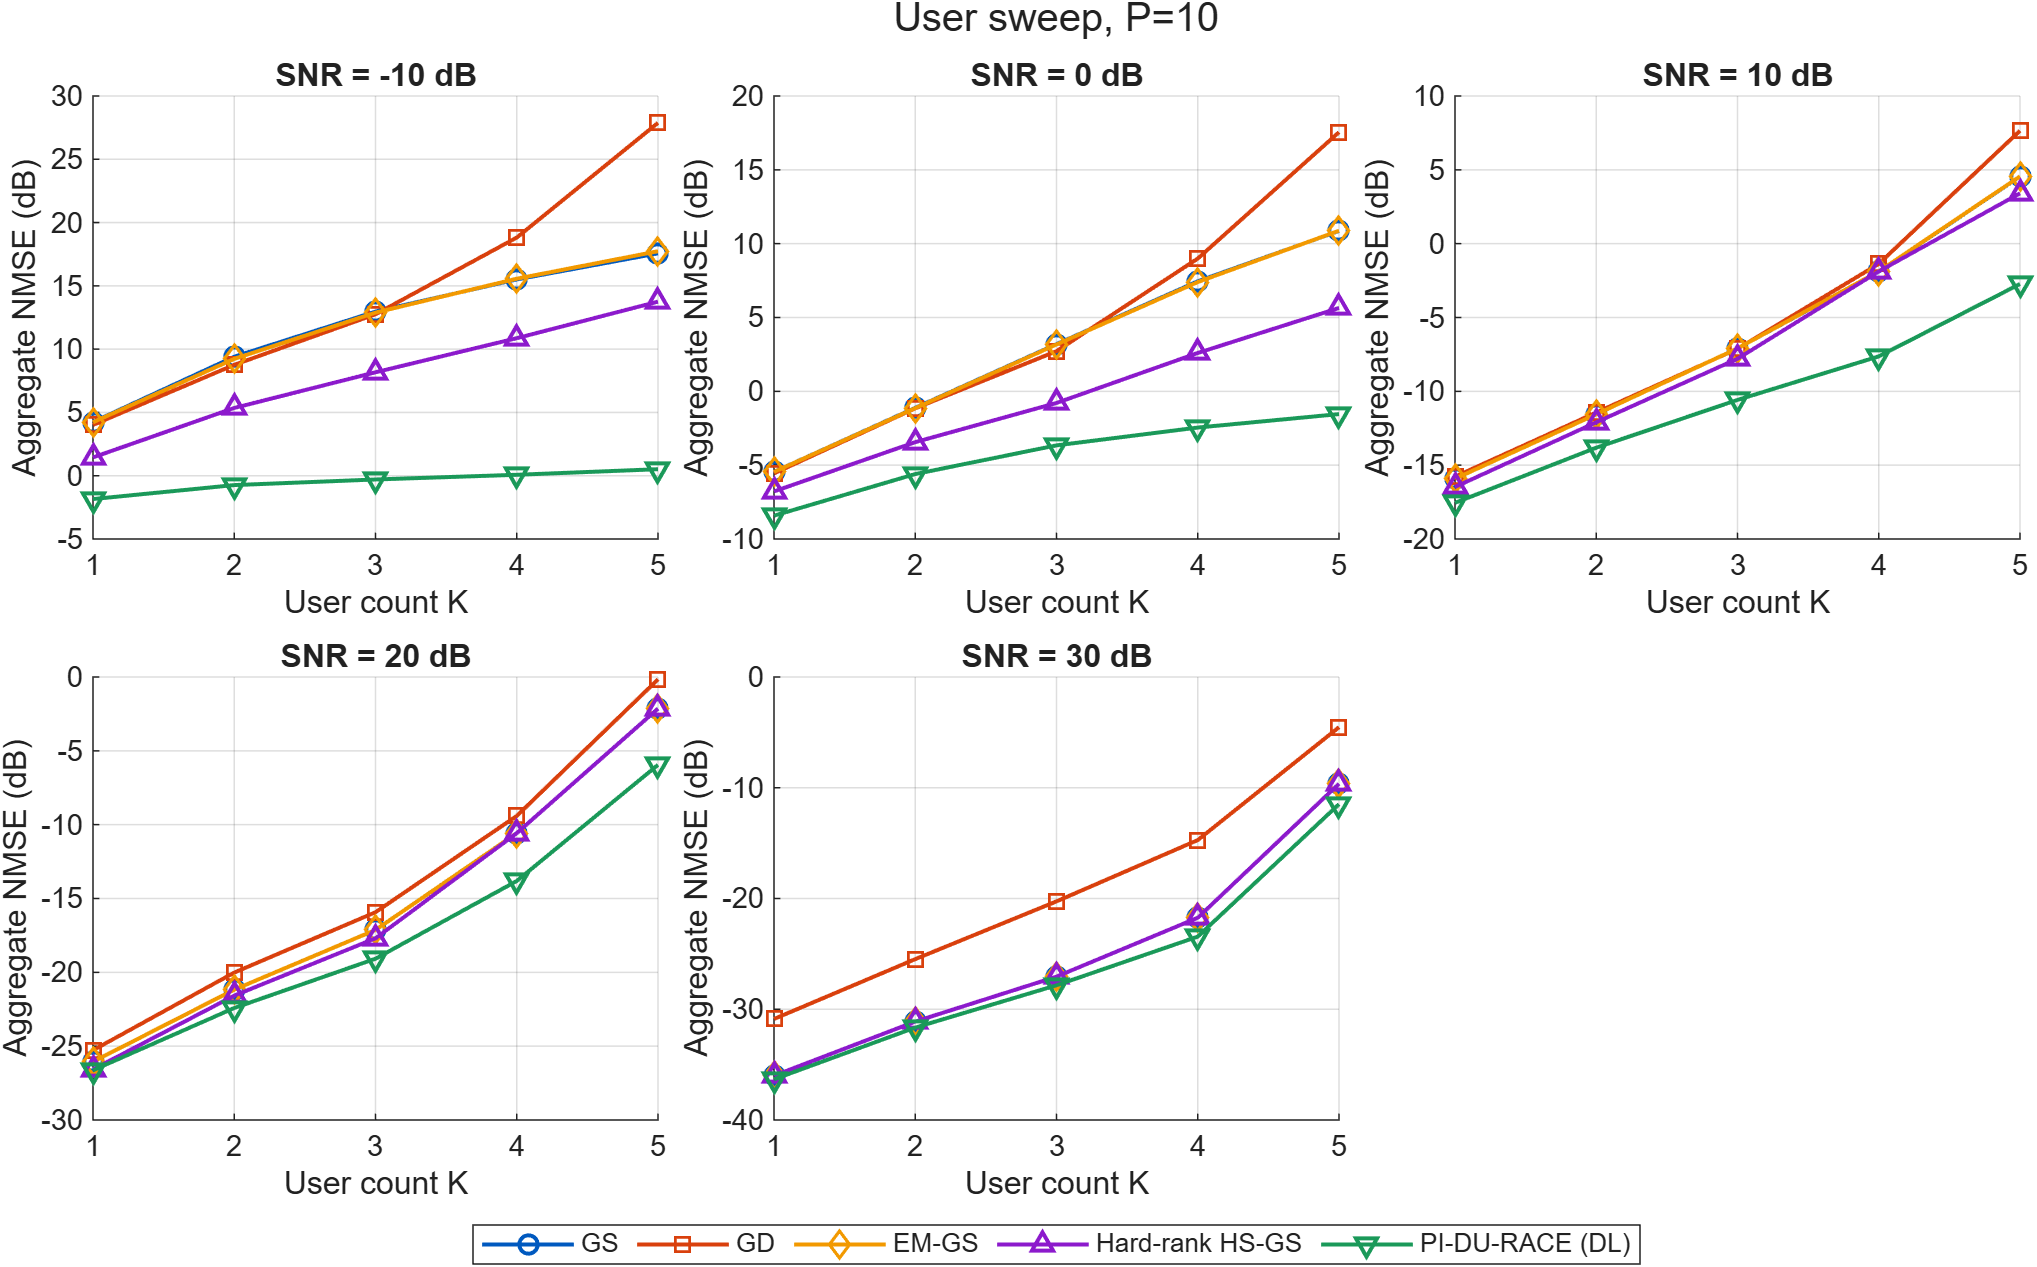 User sweep, P=10
SNR = -10 dB
Aggregate NMSE (dB)
30
25
20
15
10
5
0
-5
1 2 3 4 5
User count K
SNR = 0 dB
Aggregate NMSE (dB)
20
15
10
5
0
-5
-10
1 2 3 4 5
User count K
SNR = 10 dB
Aggregate NMSE (dB)
10
5
0
-5
-10
-15
-20
1 2 3 4 5
User count K
SNR = 20 dB
Aggregate NMSE (dB)
0
-5
-10
-15
-20
-25
-30
1 2 3 4 5
User count K
SNR = 30 dB
Aggregate NMSE (dB)
0
-10
-20
-30
-40
1 2 3 4 5
User count K
GS GD EM-GS Hard-rank HS-GS PI-DU-RACE (DL)